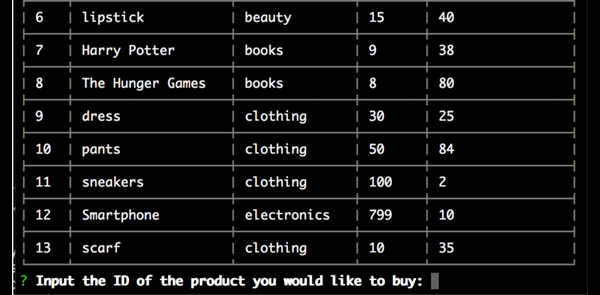 6 lipstick beauty 15 40
7 Harry Potter books 9 38
8 The Hunger Games books 8 80
9 dress clothing 30 25
10 pants clothing 50 84
11 sneakers clothing 100 2
12 Smartphone electronics 799 10
13 scarf clothing 10 35
? Input the ID of the product you would like to buy: